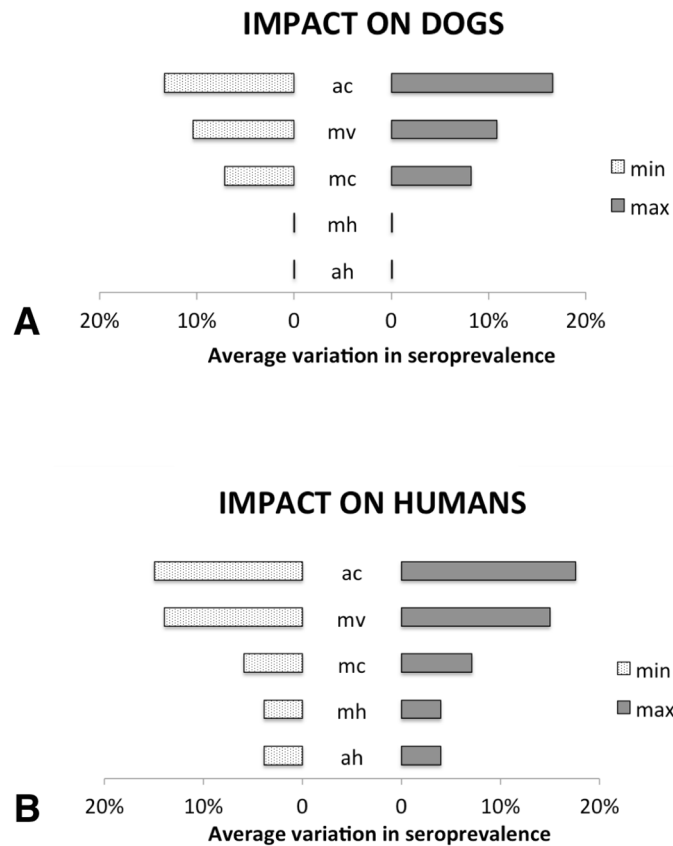 IMPACT ON DOGS
ac
mv
mc
mh
ah
min
max
20% 10% 0 0 10% 20%
A
Average variation in seroprevalence
IMPACT ON HUMANS
ac
mv
mc
mh
ah
min
max
20% 10% 0 0 10% 20%
B
Average variation in seroprevalence